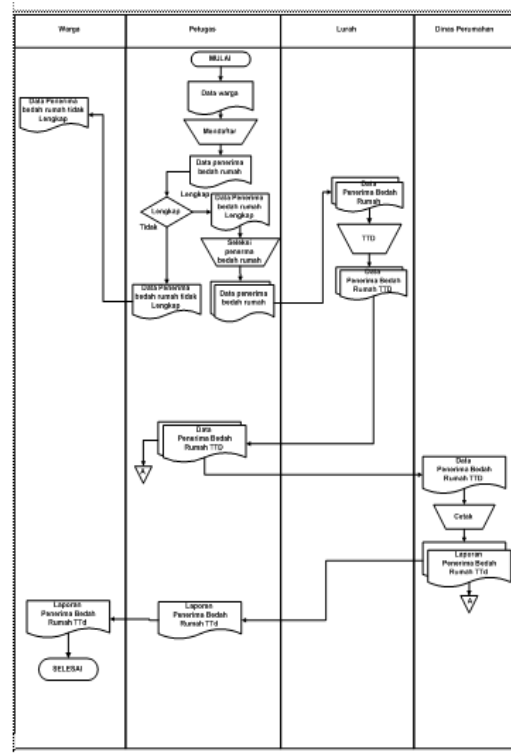 Warga
Petugas
Lurah
Dinas Perumahan
MULAI
Data warga
Mendaftar
Data penerima
bedah rumah
Data Penerima
bedah rumah tidak
Lengkap
Lengkap
Lengkap
Tidak
Data Penerima
bedah rumah
Lengkap
Seleksi
penerima
bedah rumah
Data penerima
bedah rumah
Data Penerima
bedah rumah tidak
Lengkap
Data
Penerima Bedah
Rumah
TTD
Data
Penerima Bedah
Rumah TTD
Data
Penerima Bedah
Rumah TTD
A
Data
Penerima Bedah
Rumah TTD
Cetak
Laporan
Penerima Bedah
Rumah TTd
A
Laporan
Penerima Bedah
Rumah TTd
Laporan
Penerima Bedah
Rumah TTd
SELESAI